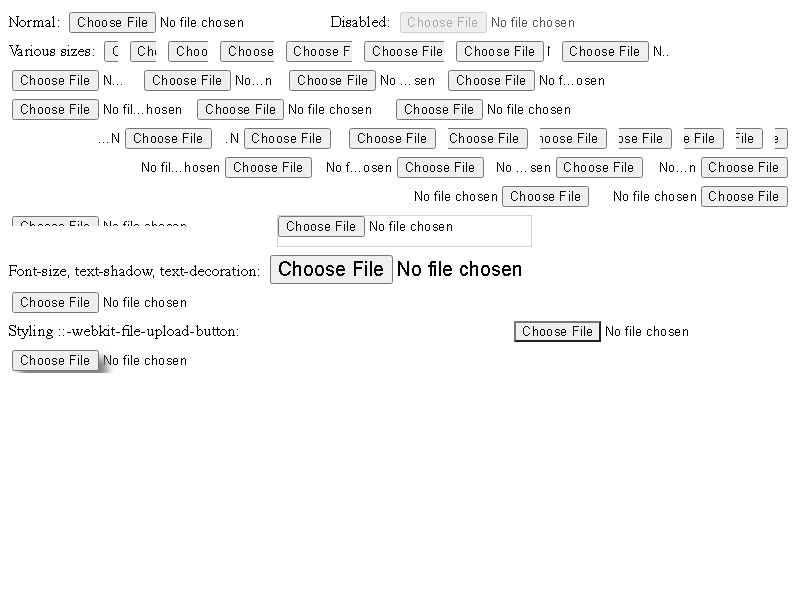 Normal: Choose File No file chosen Disabled: Choose File No file chosen
Various sizes: C Cho Choo Choose Choose F Choose File Choose File Choose File N..
Choose File N... Choose File No...n Choose File No ...sen Choose File No f...osen
Choose File No fil...hosen Choose File No file chosen Choose File No file chosen
...N Choose File .N Choose File Choose File Choose File hoose File ose File e File File e
No fil...hosen Choose File No f...osen Choose File No ...sen Choose File No...n Choose File
No file chosen Choose File No file chosen Choose File
Choose File No file chosen Choose File No file chosen
Font-size, text-shadow, text-decoration: Choose File No file chosen
Choose File No file chosen
Styling ::-webkit-file-upload-button: Choose File No file chosen
Choose File No file chosen